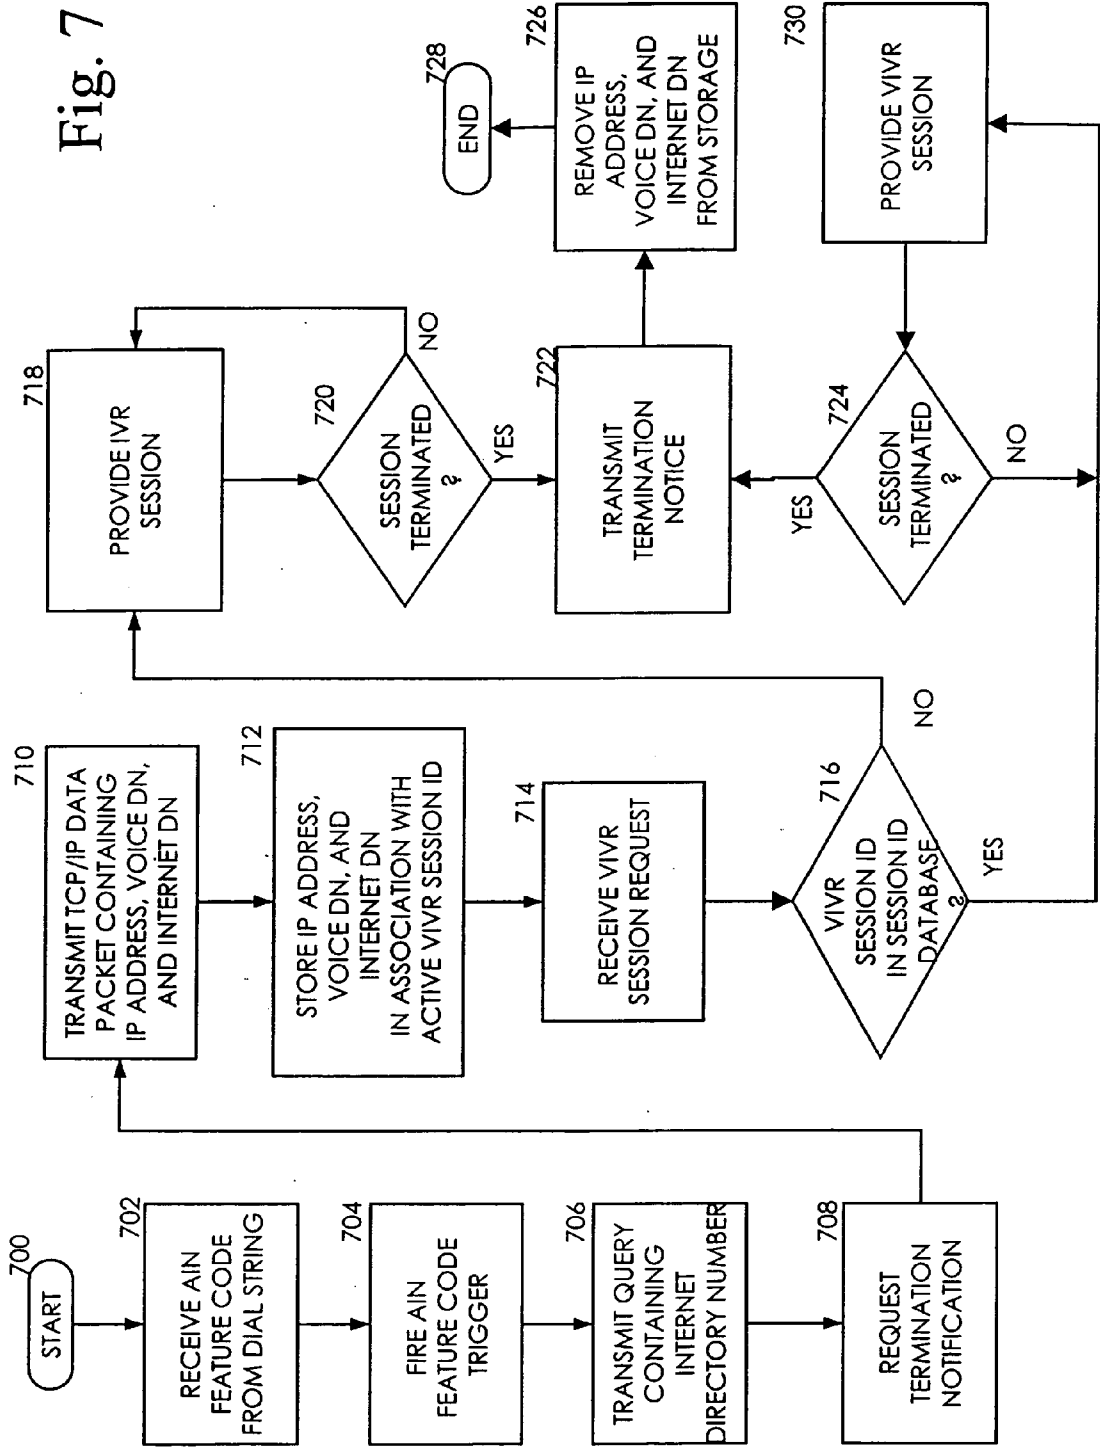 Fig. 7
700
START
702
RECEIVE AIN
FEATURE CODE
FROM DIAL STRING
704
FIRE AIN
FEATURE CODE
TRIGGER
706
TRANSMIT QUERY
CONTAINING
INTERNET
DIRECTORY NUMBER
708
REQUEST
TERMINATION
NOTIFICATION
710
TRANSMIT TCP/IP DATA
PACKET CONTAINING
IP ADDRESS, VOICE DN,
AND INTERNET DN
712
STORE IP ADDRESS,
VOICE DN, AND
INTERNET DN
IN ASSOCIATION WITH
ACTIVE VIVR SESSION ID
714
RECEIVE VIVR
SESSION REQUEST
716
VIVR
SESSION ID
IN SESSION ID
DATABASE
?
NO
YES
718
PROVIDE IVR
SESSION
720
SESSION
TERMINATED
?
NO
YES
722
TRANSMIT
TERMINATION
NOTICE
724
SESSION
TERMINATED
?
YES
NO
726
REMOVE IP
ADDRESS,
VOICE DN, AND
INTERNET DN
FROM STORAGE
728
END
730
PROVIDE VIVR
SESSION